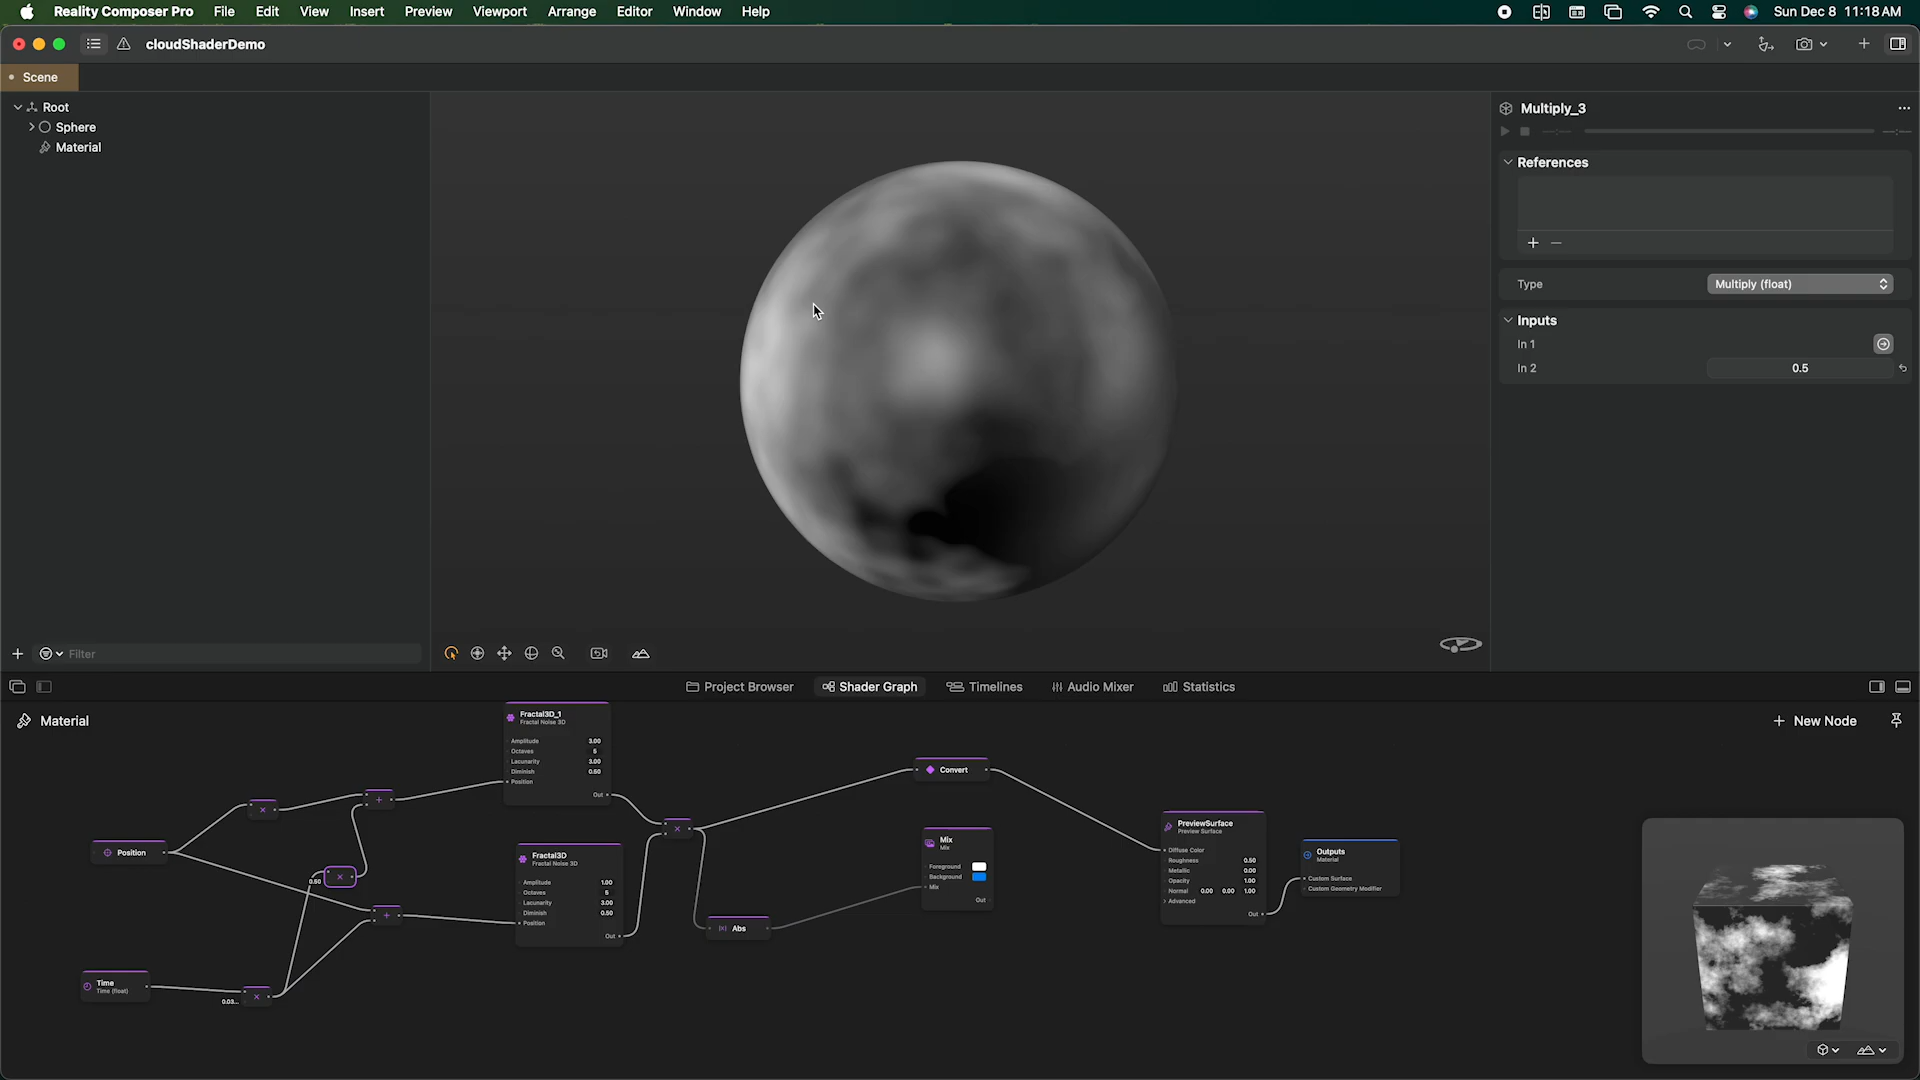 Reality Composer Pro File Edit View Insert Preview Viewport Arrange Editor Window Help Sun Dec 8 11:18 AM
cloudShaderDemo
Scene
Root
Sphere
Material
Filter
Multiply_3
References
Type Multiply (float)
Inputs
In 1
In 2 0.5
Project Browser Shader Graph Timelines Audio Mixer Statistics
Material
New Node
Fractal3D_1
Fractal Noise 3D
Amplitude 3.00
Octaves 5
Lacunarity 3.00
Diminish 0.50
Position
Out
Position
0.50
Fractal3D
Fractal Noise 3D
Amplitude 1.00
Octaves 5
Lacunarity 3.00
Diminish 0.50
Position
Out
Time
Time (float)
0.03...
Abs
Convert
Mix
Mix
Foreground
Background
Mix
Out
PreviewSurface
Preview Surface
Diffuse Color
Roughness 0.50
Metallic 0.00
Opacity 1.00
Normal 0.00 0.00 1.00
Advanced
Out
Outputs
Material
Custom Surface
Custom Geometry Modifier